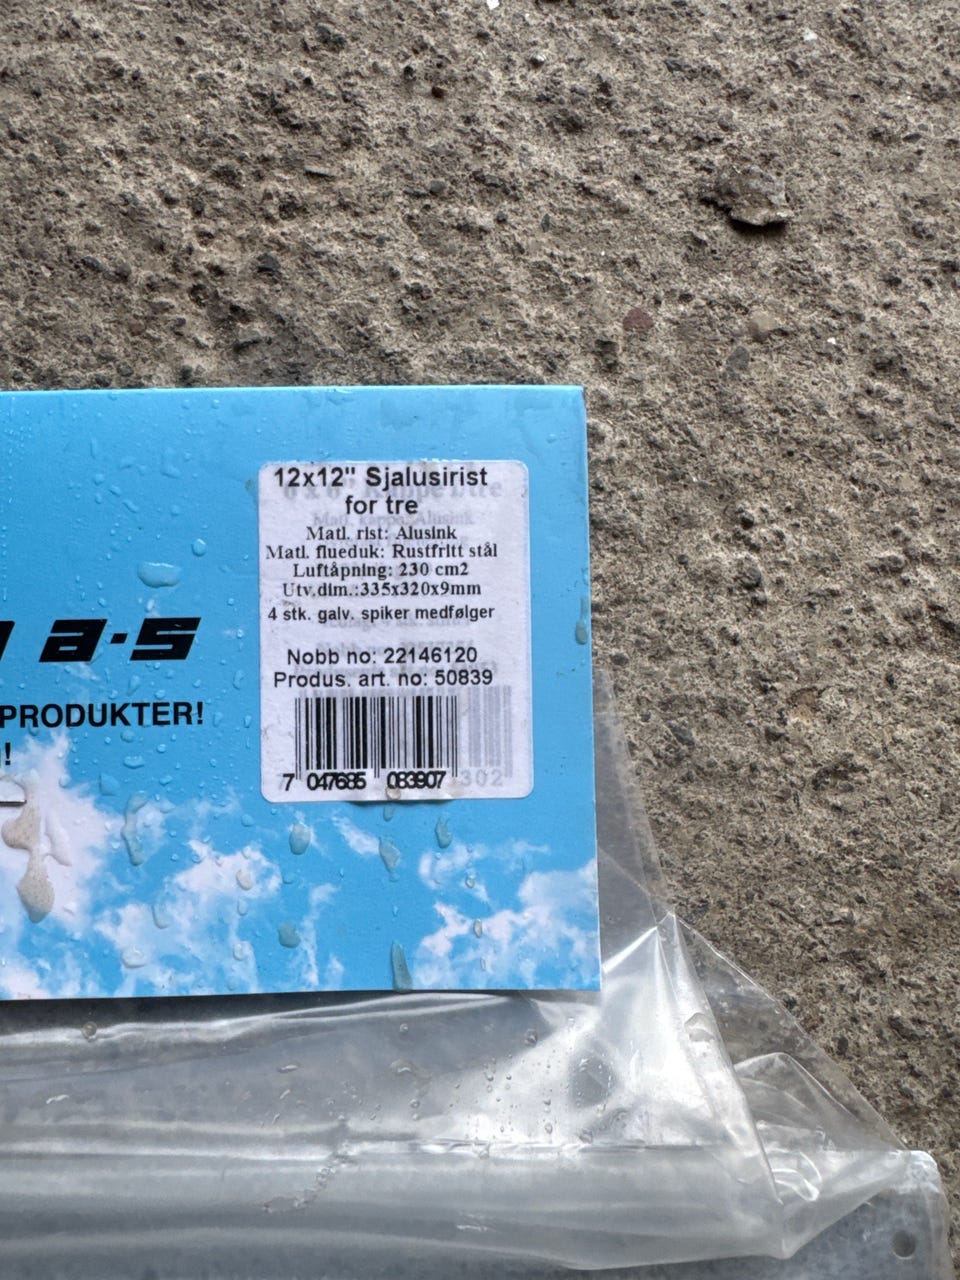 12x12" Sjalusirist
for tre
Matl. rist: Alusink
Matl. flueduk: Rustfritt stål
Luftåpning: 230 cm2
Utv.dim.:335x320x9mm
4 stk. galv. spiker medfølger
Nobb no: 22146120
Produs. art. no: 50839
7 047685 083907
302
a·s
PRODUKTER!
!